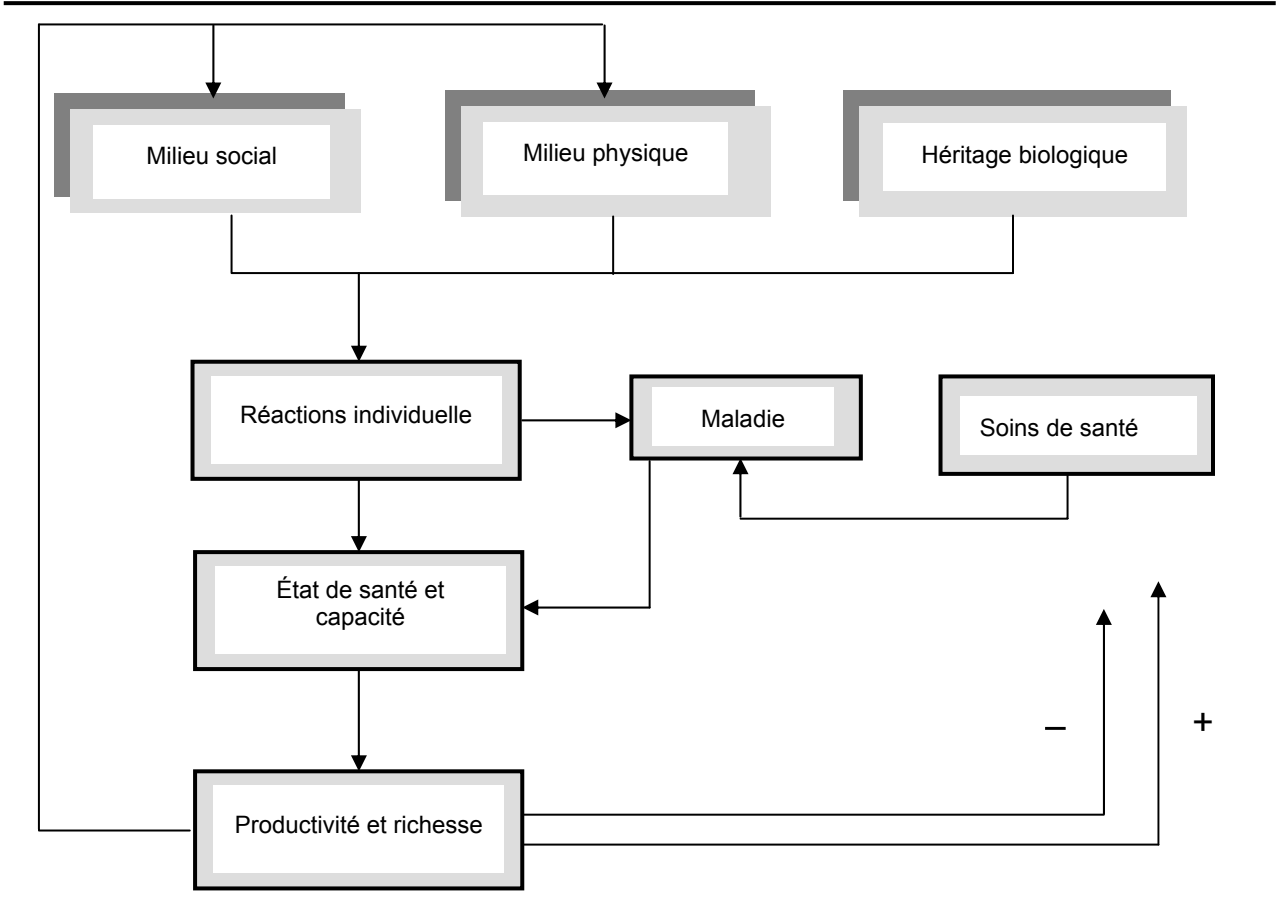 Milieu social
Milieu physique
Héritage biologique
Réactions individuelle
Maladie
Soins de santé
État de santé et
capacité
–
+
Productivité et richesse